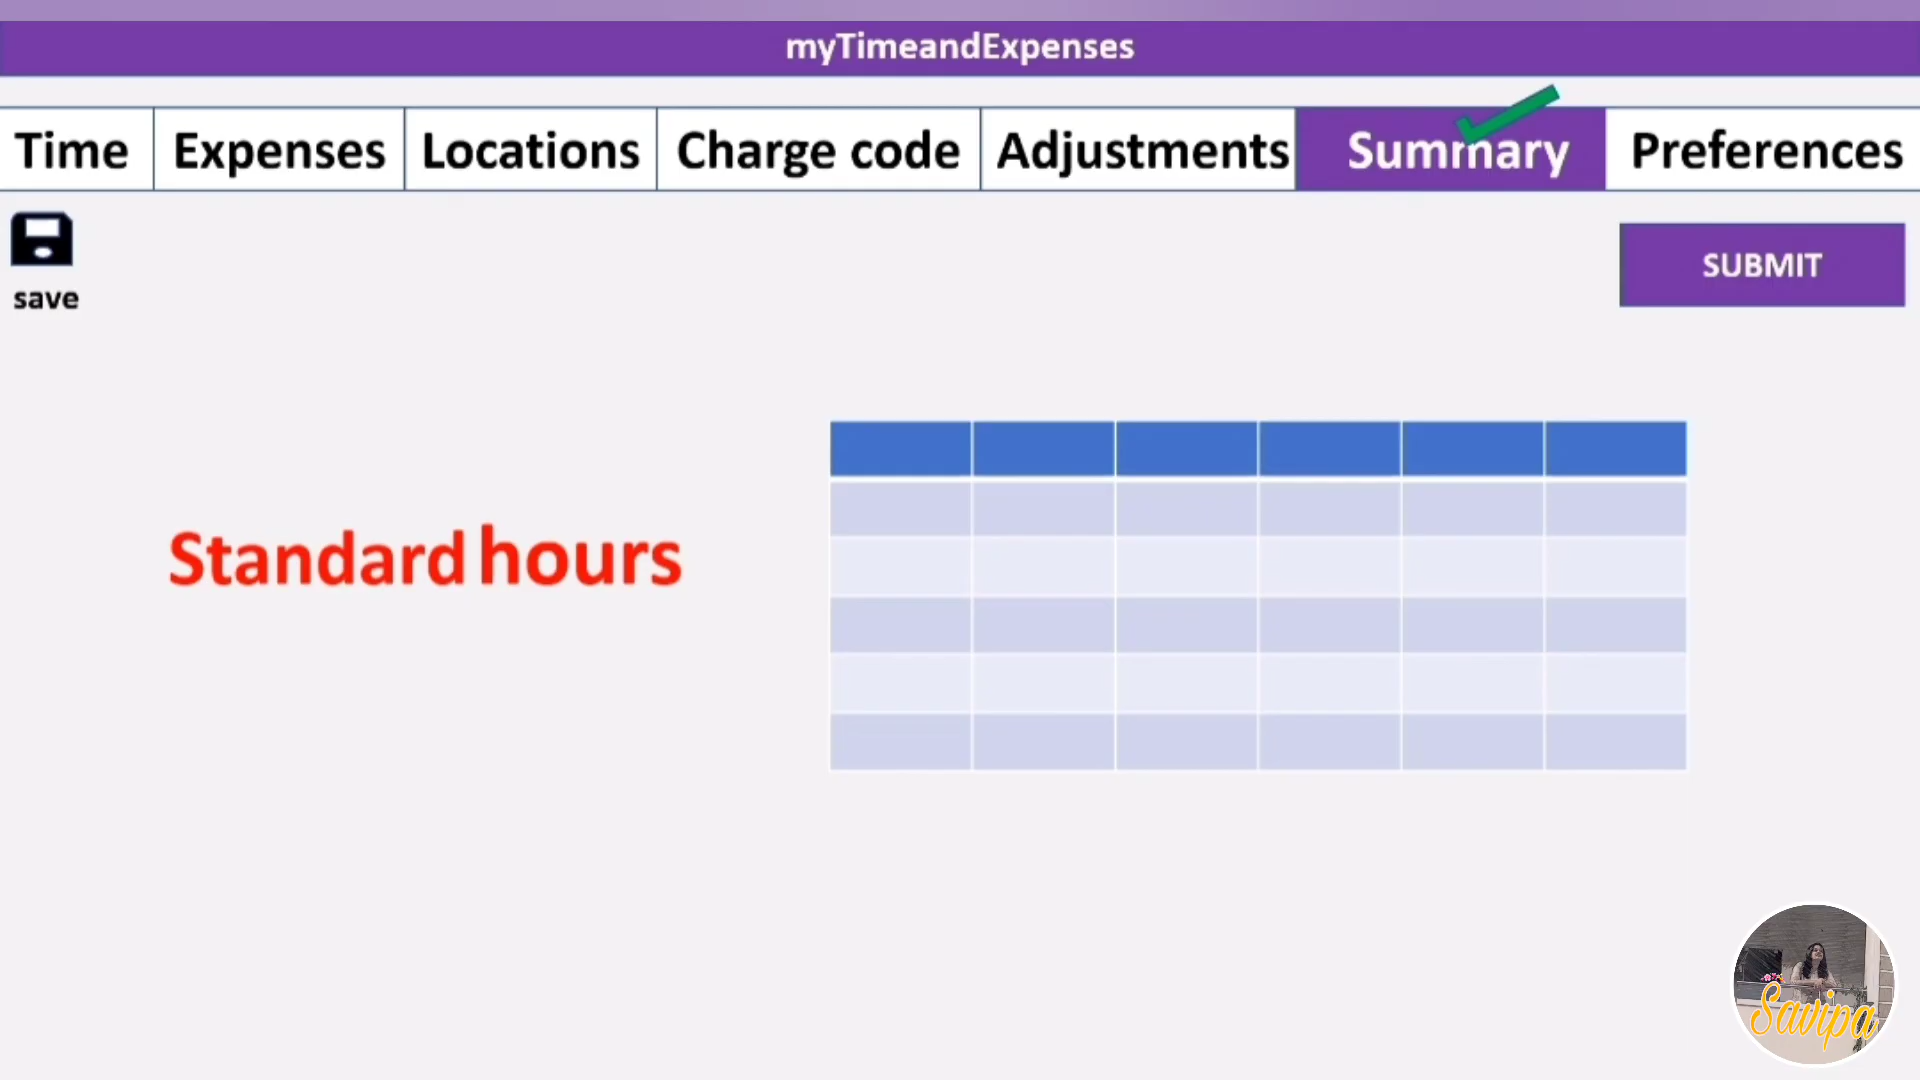 myTimeandExpenses
Time Expenses Locations Charge code Adjustments Summary Preferences
save
SUBMIT
Standard hours
Savipa